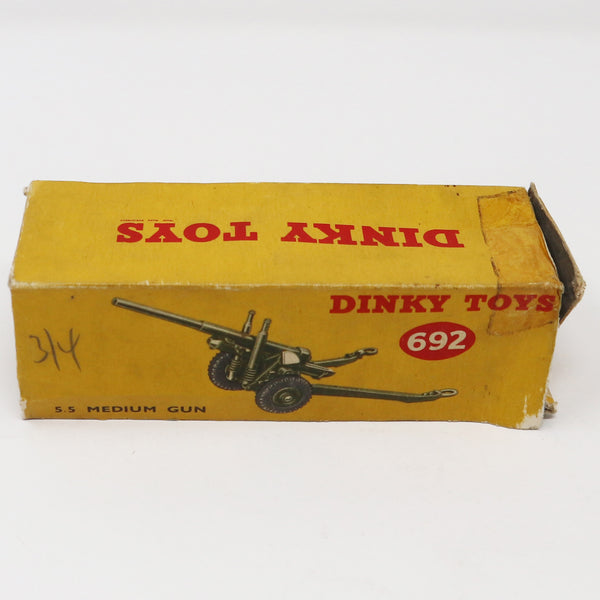 DINKY TOYS
DINKY TOYS
692
3/4
5.5 MEDIUM GUN